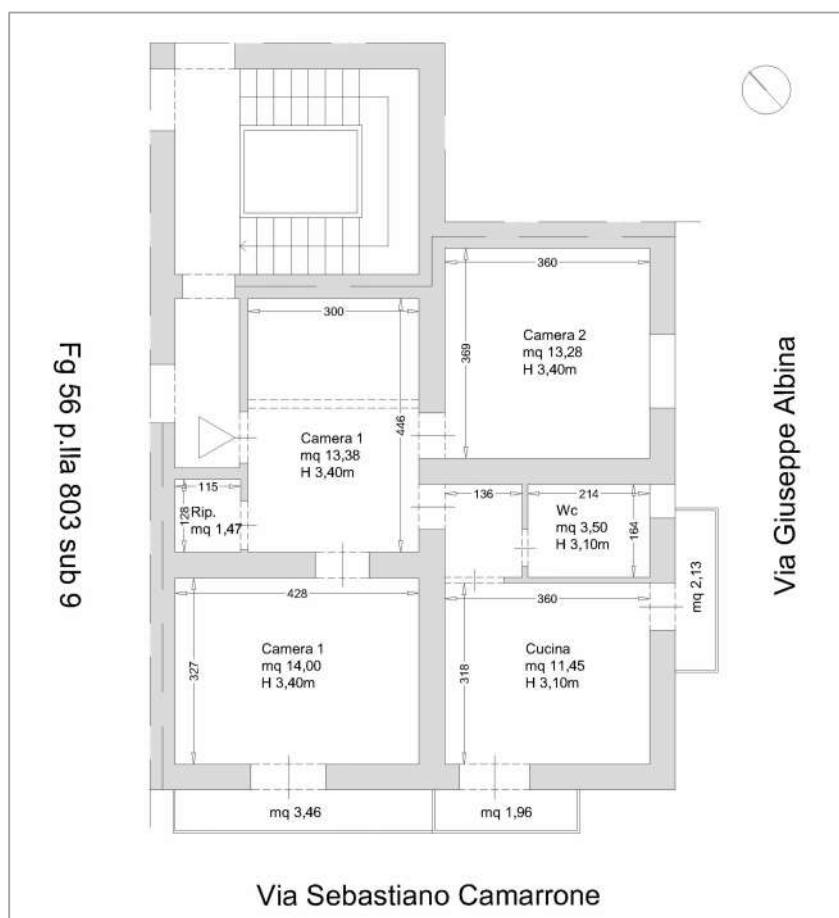 360
300
Camera 2
mq 13,28
H 3,40m
369
Fg 56 p.lla 803 sub 9
Via Giuseppe Albina
446
Camera 1
mq 13,38
H 3,40m
115
136
214
128
Rip.
mq 1,47
Wc
mq 3,50
H 3,10m
164
mq 2,13
428
360
327
Camera 1
mq 14,00
H 3,40m
318
Cucina
mq 11,45
H 3,10m
mq 3,46
mq 1,96
Via Sebastiano Camarrone